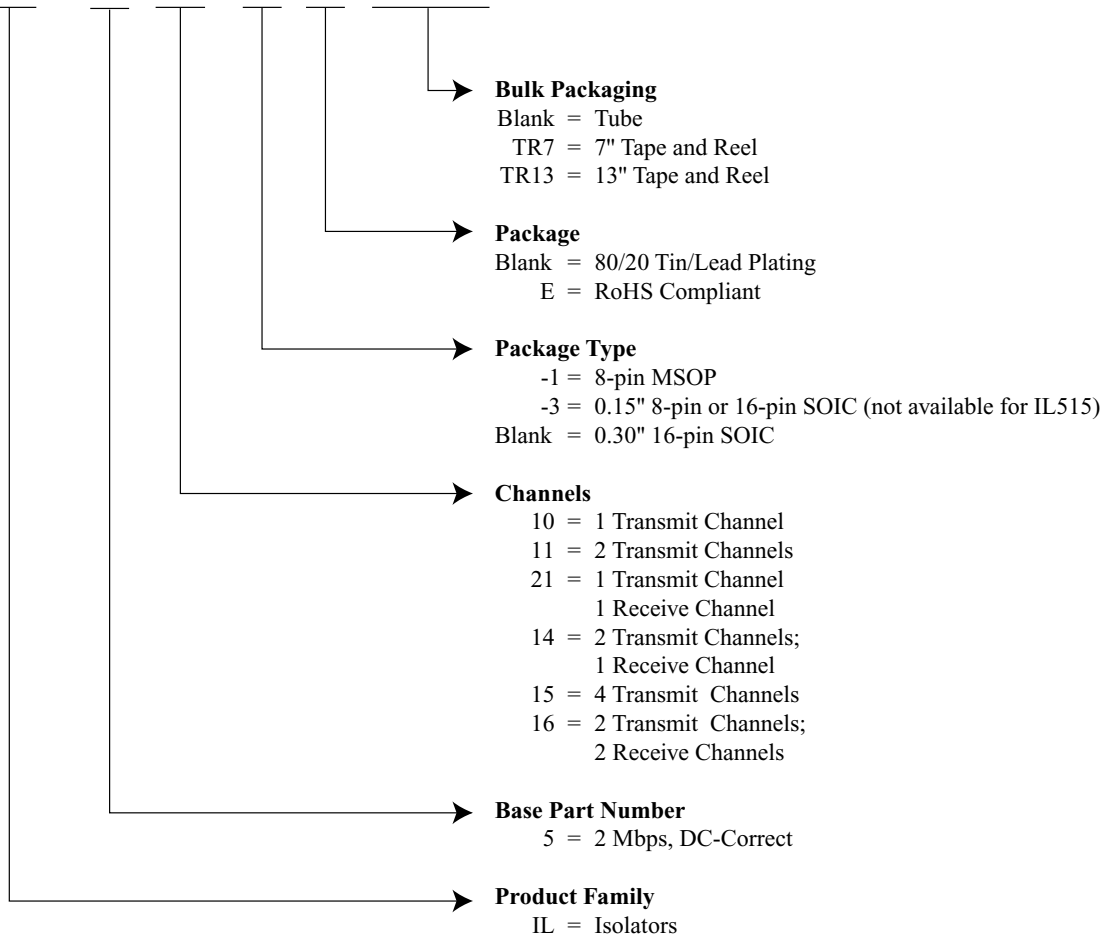 Bulk Packaging
Blank = Tube
TR7 = 7" Tape and Reel
TR13 = 13" Tape and Reel
Package
Blank = 80/20 Tin/Lead Plating
E = RoHS Compliant
Package Type
-1 = 8-pin MSOP
-3 = 0.15" 8-pin or 16-pin SOIC (not available for IL515)
Blank = 0.30" 16-pin SOIC
Channels
10 = 1 Transmit Channel
11 = 2 Transmit Channels
21 = 1 Transmit Channel
1 Receive Channel
14 = 2 Transmit Channels;
1 Receive Channel
15 = 4 Transmit Channels
16 = 2 Transmit Channels;
2 Receive Channels
Base Part Number
5 = 2 Mbps, DC-Correct
Product Family
IL = Isolators